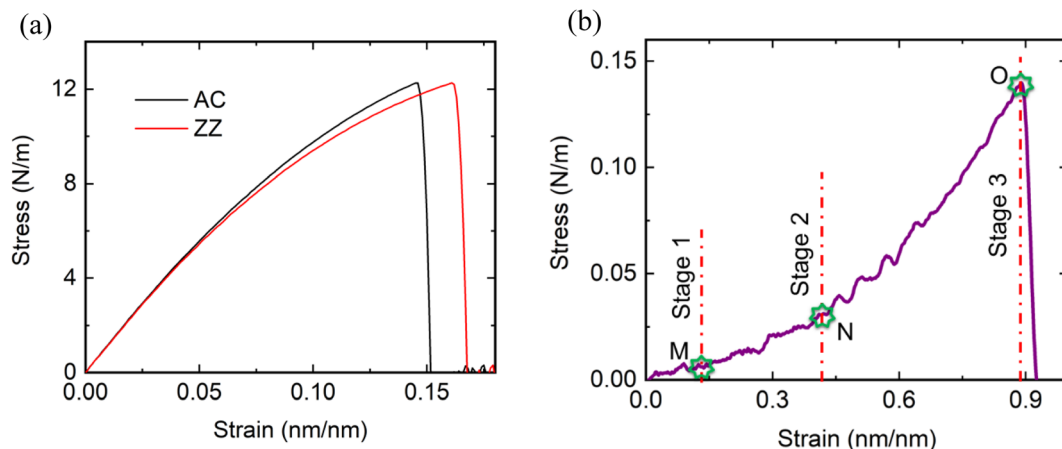 (a)
Stress (N/m)
12
8
4
0
AC
ZZ
0.00
0.05
0.10
0.15
Strain (nm/nm)
(b)
Stress (N/m)
0.15
0.10
0.05
0.00
M
Stage 1
Stage 2
N
O
Stage 3
0.0
0.3
0.6
0.9
Strain (nm/nm)